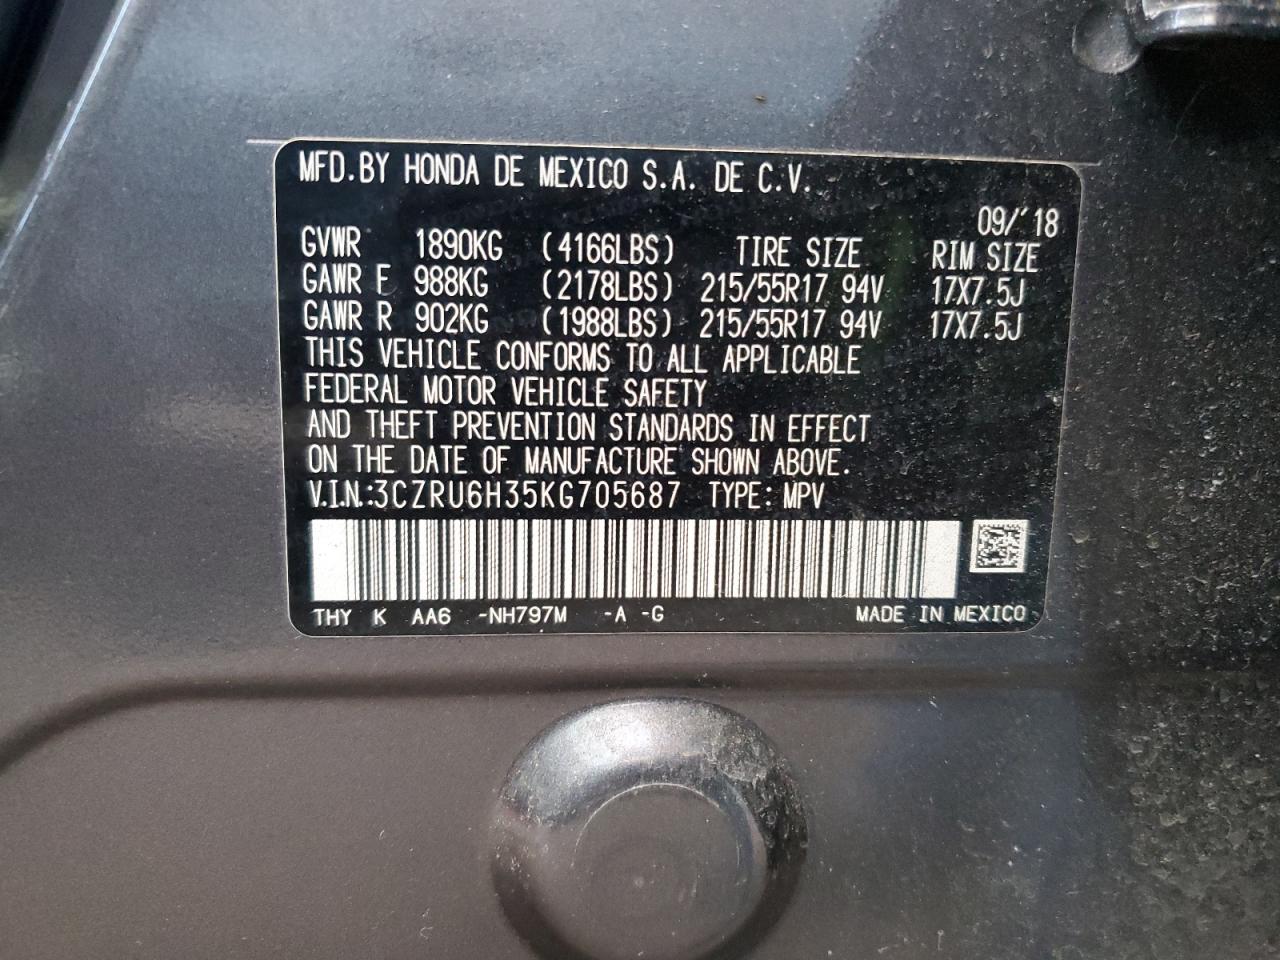 MFD.BY HONDA DE MEXICO S.A. DE C.V.
09/'18
GVWR 1890KG (4166LBS) TIRE SIZE RIM SIZE
GAWR F 988KG (2178LBS) 215/55R17 94V 17X7.5J
GAWR R 902KG (1988LBS) 215/55R17 94V 17X7.5J
THIS VEHICLE CONFORMS TO ALL APPLICABLE
FEDERAL MOTOR VEHICLE SAFETY
AND THEFT PREVENTION STANDARDS IN EFFECT
ON THE DATE OF MANUFACTURE SHOWN ABOVE.
V.I.N.:3CZRU6H35KG705687 TYPE: MPV
THY K AA6 -NH797M -A -G MADE IN MEXICO